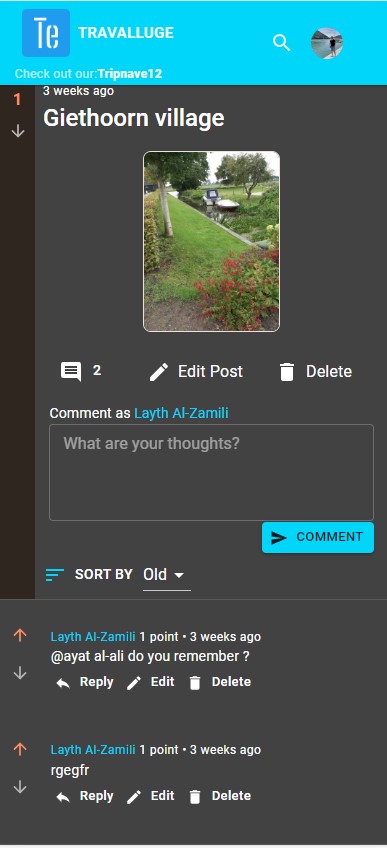 Te TRAVALLUGE
Check out our:Tripnave12
1
3 weeks ago
Giethoorn village
2 Edit Post Delete
Comment as Layth Al-Zamili
What are your thoughts?
COMMENT
SORT BY Old
Layth Al-Zamili 1 point • 3 weeks ago
@ayat al-ali do you remember ?
Reply Edit Delete
Layth Al-Zamili 1 point • 3 weeks ago
rgegfr
Reply Edit Delete